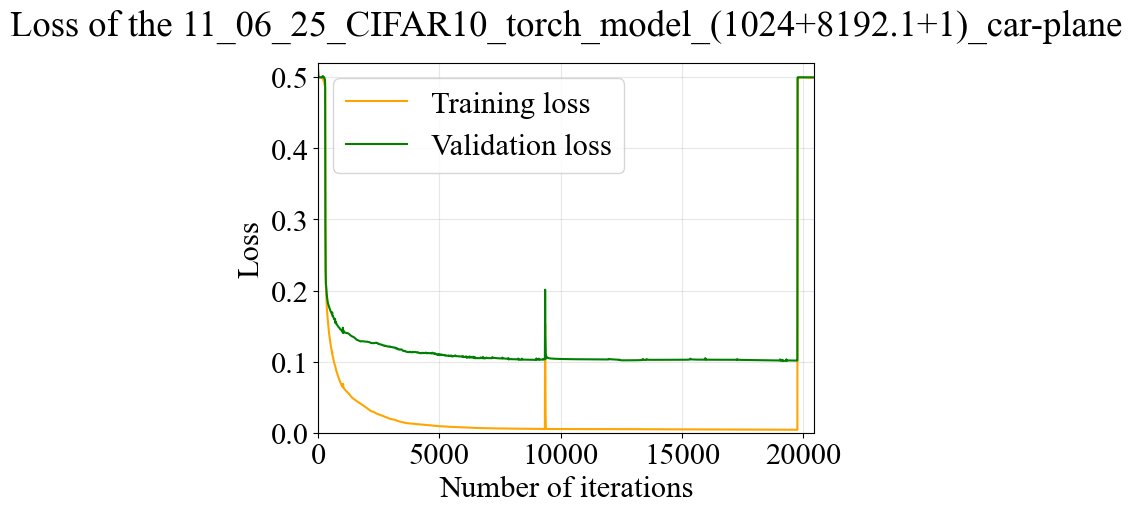 Loss of the 11_06_25_CIFAR10_torch_model_(1024+8192.1+1)_car-plane
0.5
Training loss
Validation loss
0.4
0.3
Loss
0.2
0.1
0.0
0 5000 10000 15000 20000
Number of iterations